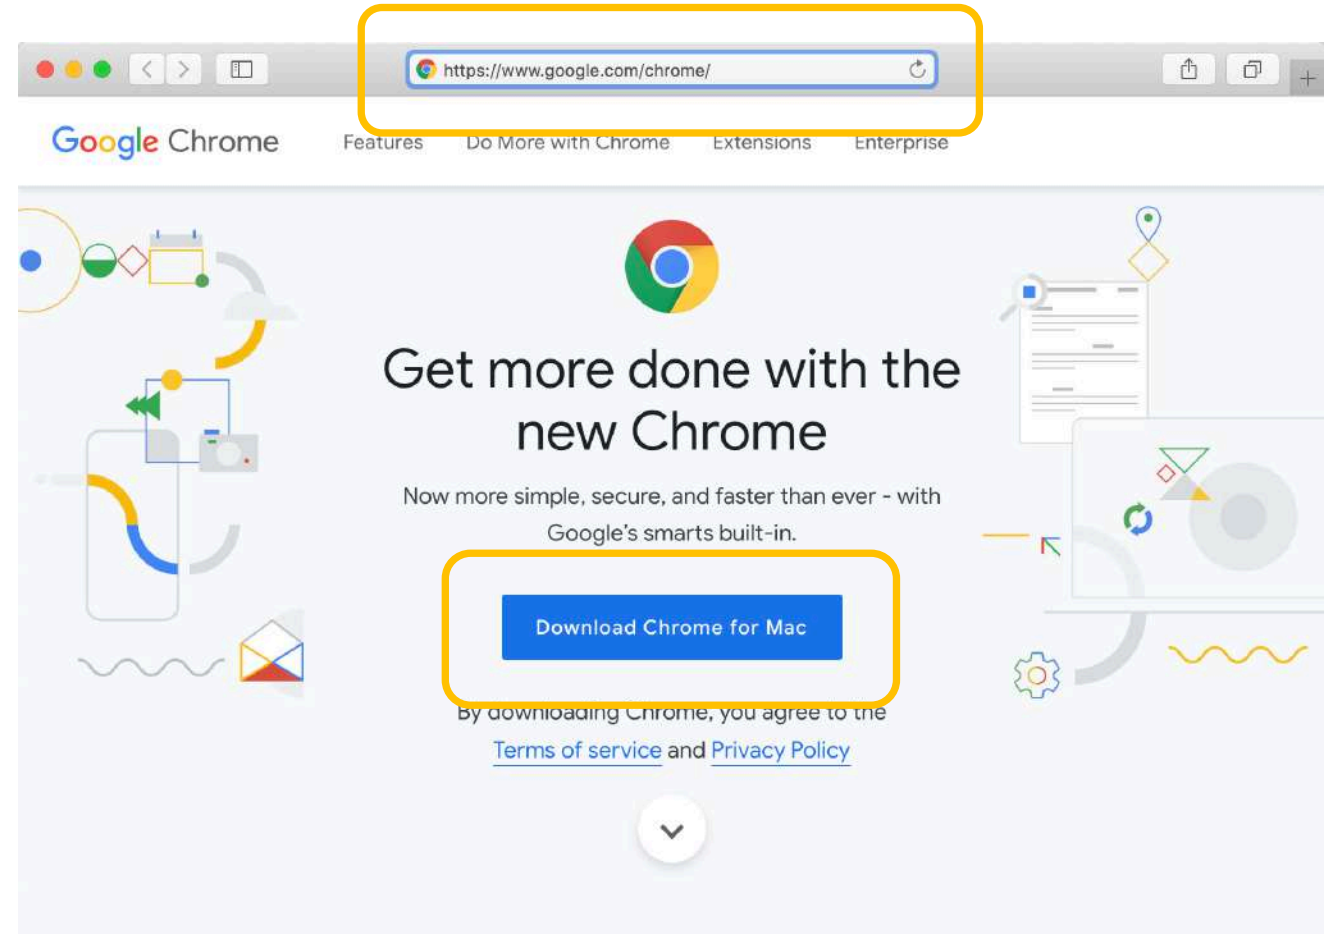 https://www.google.com/chrome/
Google Chrome Features Do More with Chrome Extensions Enterprise
Get more done with the
new Chrome
Now more simple, secure, and faster than ever - with
Google's smarts built-in.
Download Chrome for Mac
By downloading Chrome, you agree to the
Terms of service and Privacy Policy